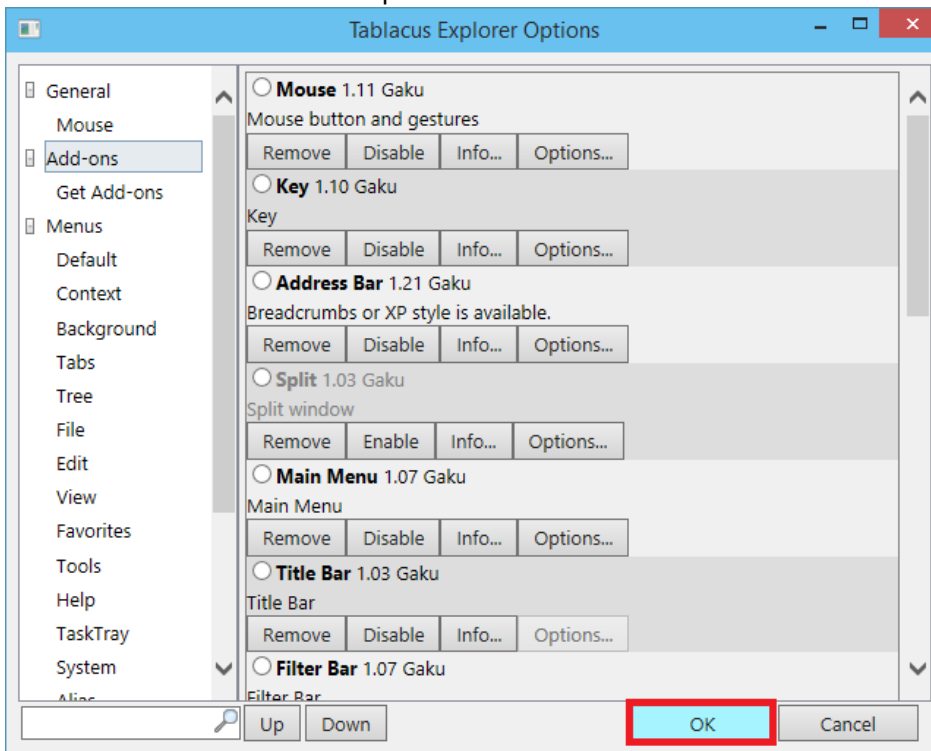 Tablacus Explorer Options
General
Mouse
Add-ons
Get Add-ons
Menus
Default
Context
Background
Tabs
Tree
File
Edit
View
Favorites
Tools
Help
TaskTray
System
Alias
Mouse 1.11 Gaku
Mouse button and gestures
Remove Disable Info... Options...
Key 1.10 Gaku
Key
Remove Disable Info... Options...
Address Bar 1.21 Gaku
Breadcrumbs or XP style is available.
Remove Disable Info... Options...
Split 1.03 Gaku
Split window
Remove Enable Info... Options...
Main Menu 1.07 Gaku
Main Menu
Remove Disable Info... Options...
Title Bar 1.03 Gaku
Title Bar
Remove Disable Info... Options...
Filter Bar 1.07 Gaku
Filter Bar
Up Down OK Cancel